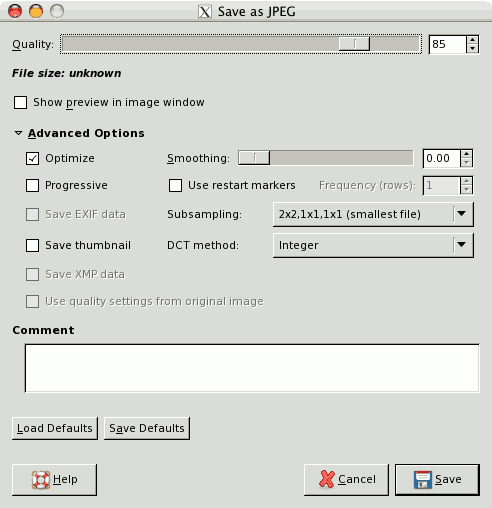 Save as JPEG
Quality: 85
File size: unknown
Show preview in image window
Advanced Options
Optimize Smoothing: 0.00
Progressive Use restart markers Frequency (rows): 1
Save EXIF data Subsampling: 2x2,1x1,1x1 (smallest file)
Save thumbnail DCT method: Integer
Save XMP data
Use quality settings from original image
Comment
Load Defaults Save Defaults
Help Cancel Save